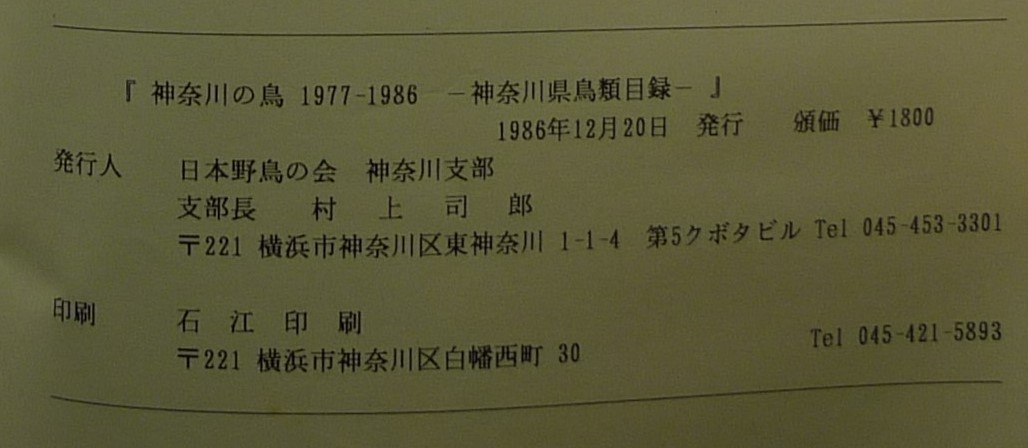 『 神奈川の鳥 1977-1986 −神奈川県鳥類目録− 』
1986年12月20日 発行 頒価 ¥1800
発行人 日本野鳥の会 神奈川支部
支部長 村 上 司 郎
〒221 横浜市神奈川区東神奈川 1-1-4 第5クボタビル Tel 045-453-3301
印刷 石 江 印 刷
〒221 横浜市神奈川区白幡西町 30 Tel 045-421-5893